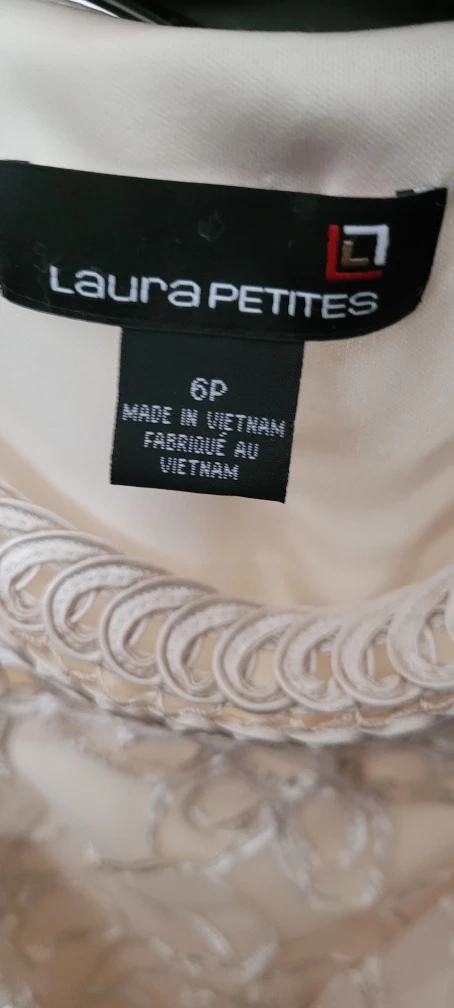 Laura PETITES
6P
MADE IN VIETNAM
FABRIQUÉ AU
VIETNAM